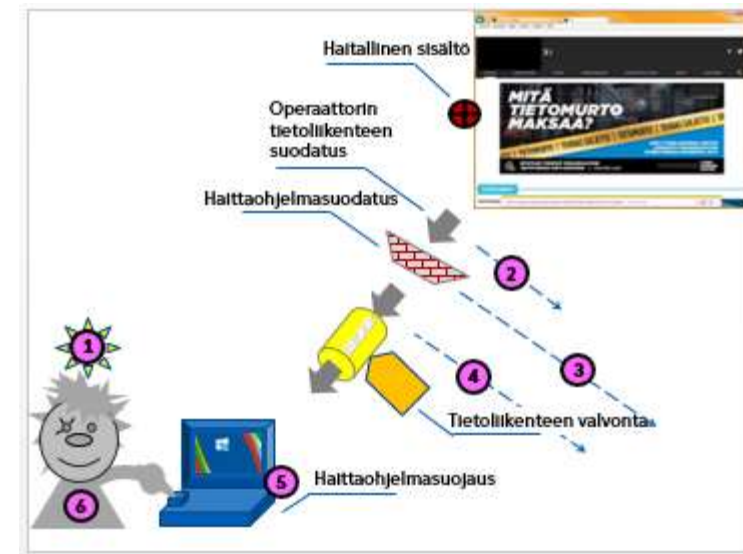 Haitallinen sisältö
Operaattorin
tietoliikenteen
suodatus
Haittaohjelmasuodatus
MITÄ
TIETOMURTO
MAKSAA?
2
3
4
1
Tietoliikenteen valvonta
5
Haittaohjelmasuojaus
6